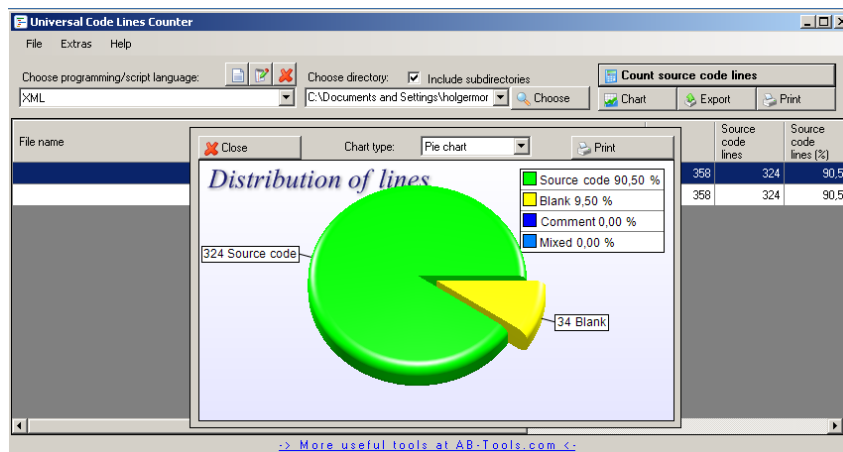 Universal Code Lines Counter
File Extras Help
Choose programming/script language:
Choose directory:
Include subdirectories
Count source code lines
XML
C:\Documents and Settings\holgermor
Choose
Chart
Export
Print
File name
Source code lines
Source code lines (%)
Close
Chart type:
Pie chart
Print
358 324 90,5
358 324 90,5
Distribution of lines
Source code 90,50 %
Blank 9,50 %
Comment 0,00 %
Mixed 0,00 %
324 Source code
34 Blank
-> More useful tools at AB-Tools.com <-